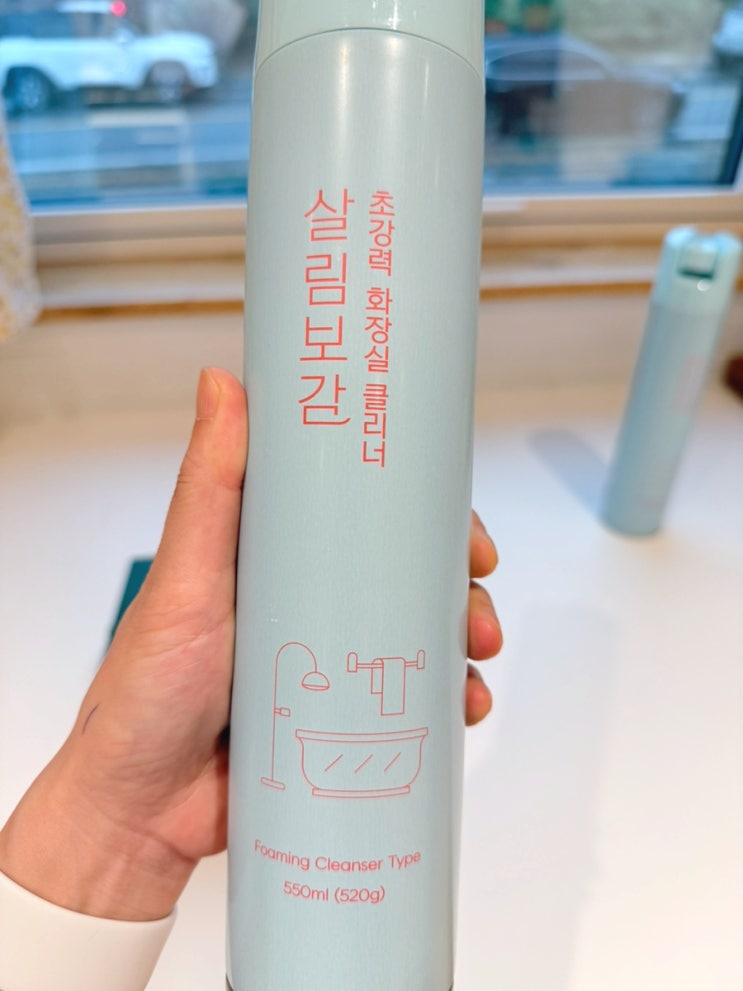 살림보감
초강력 화장실 클리너
Foaming Cleanser Type
550ml (520g)